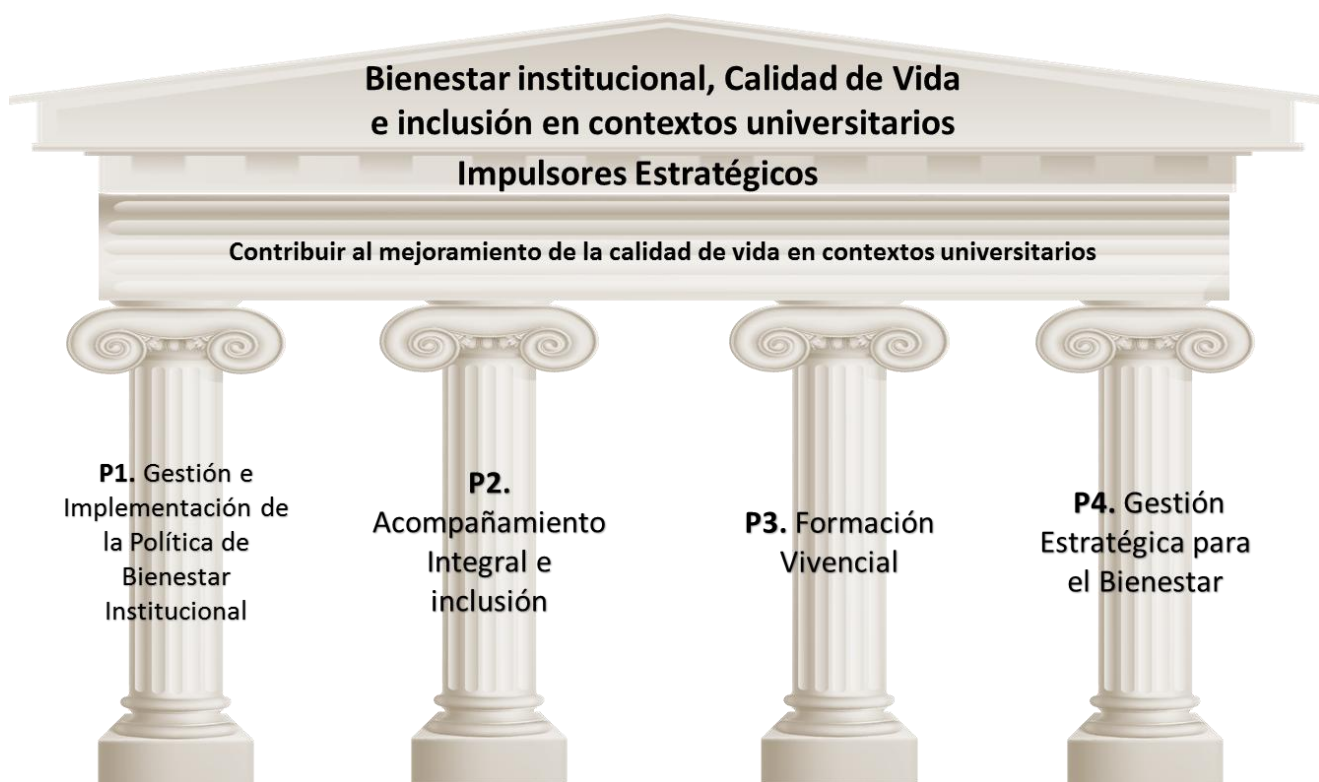 Bienestar institucional, Calidad de Vida
e inclusión en contextos universitarios
Impulsores Estratégicos
Contribuir al mejoramiento de la calidad de vida en contextos universitarios
P1. Gestión e
Implementación de
la Política de
Bienestar
Institucional
P2.
Acompañamiento
Integral e
inclusión
P3. Formación
Vivencial
P4. Gestión
Estratégica para
el Bienestar